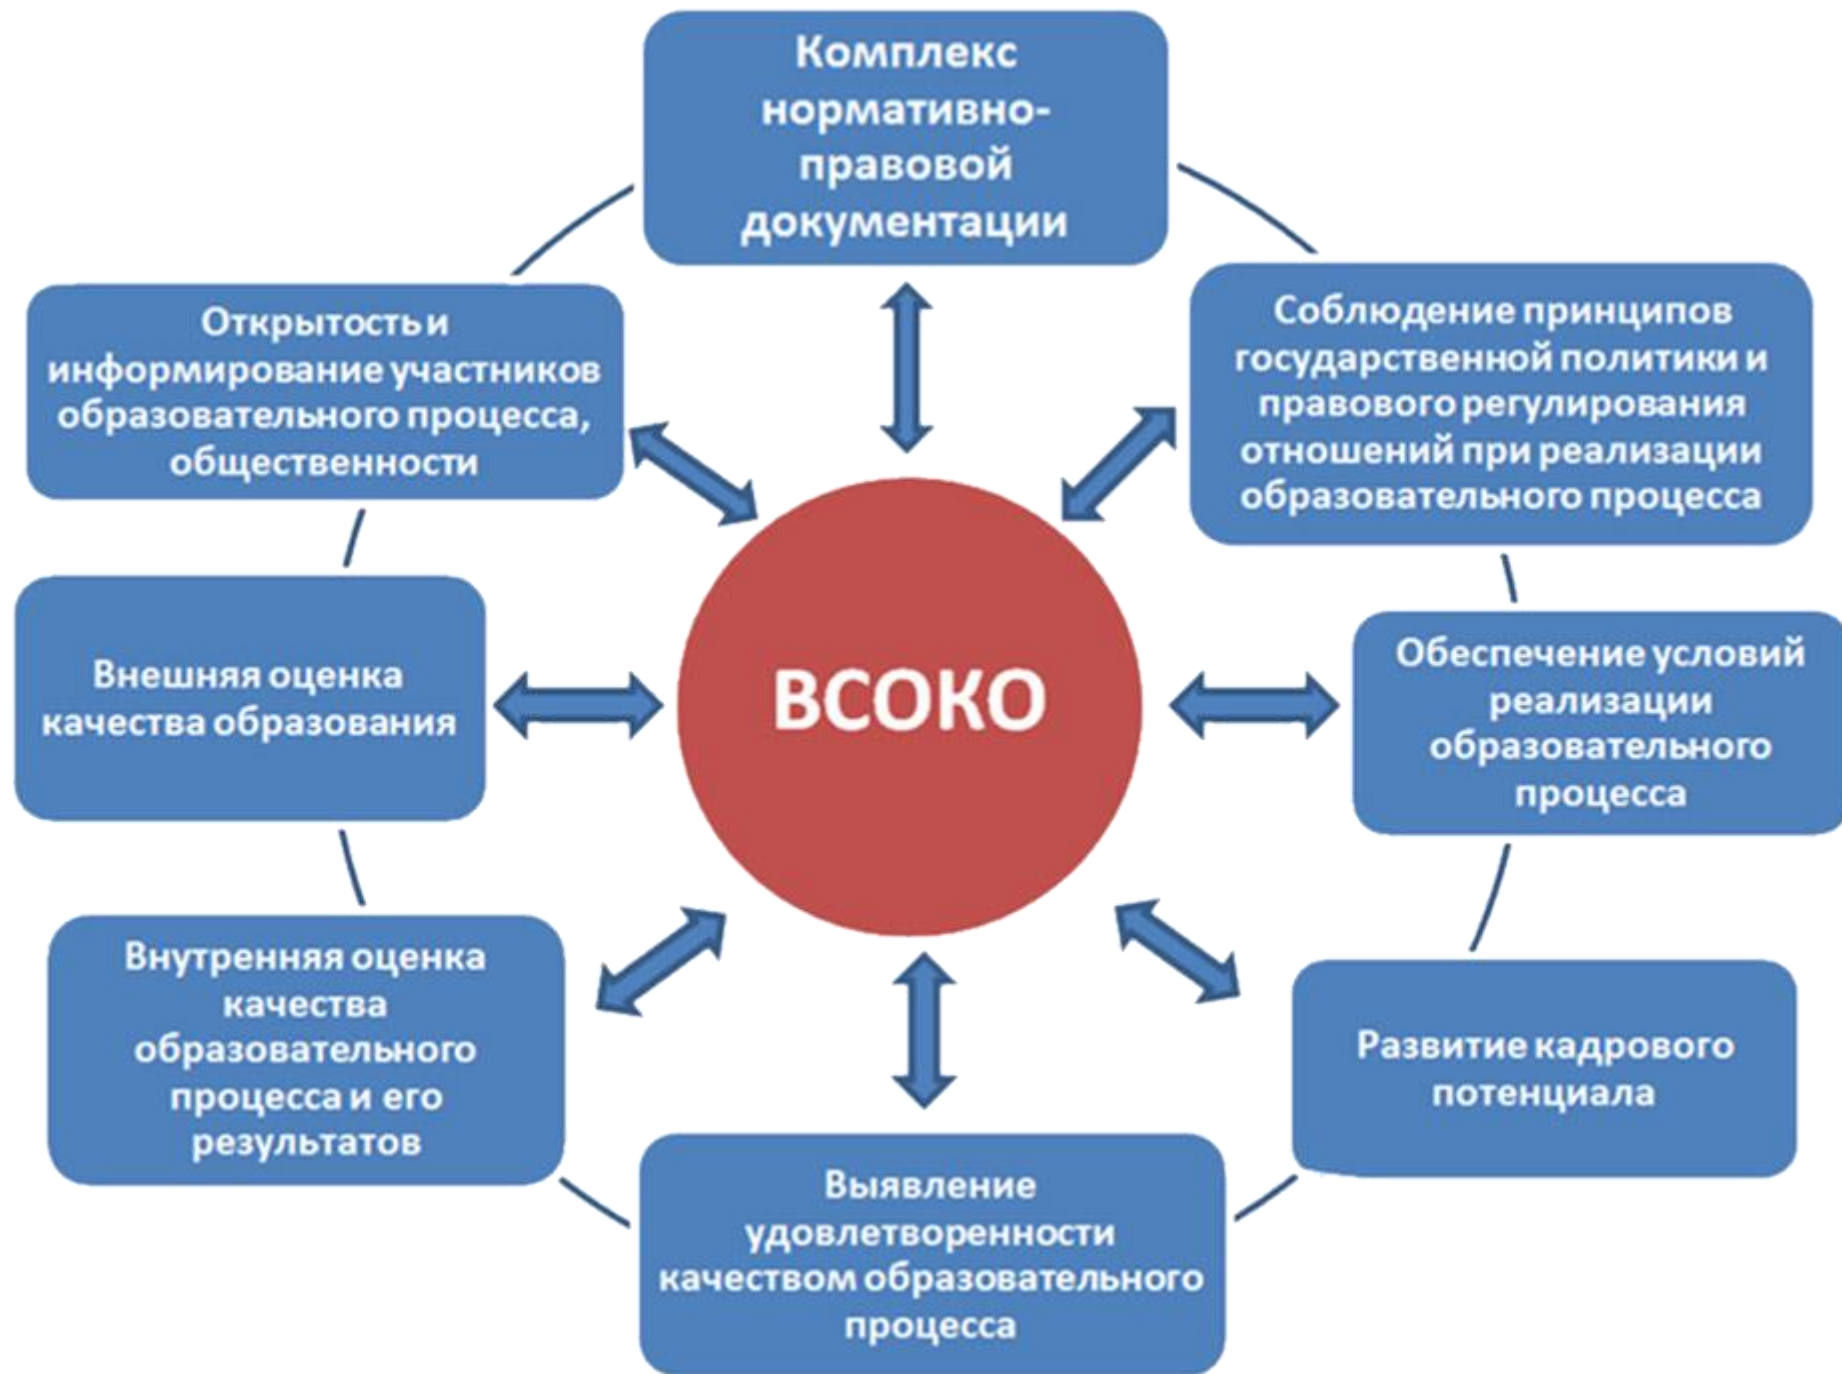 Комплекс
нормативно-
правовой
документации
Соблюдение принципов
государственной политики и
правового регулирования
отношений при реализации
образовательного процесса
Обеспечение условий
реализации
образовательного
процесса
Развитие кадрового
потенциала
Выявление
удовлетворенности
качеством образовательного
процесса
Внутренняя оценка
качества
образовательного
процесса и его
результатов
Внешняя оценка
качества образования
Открытость и
информирование участников
образовательного процесса,
общественности
ВСОКО